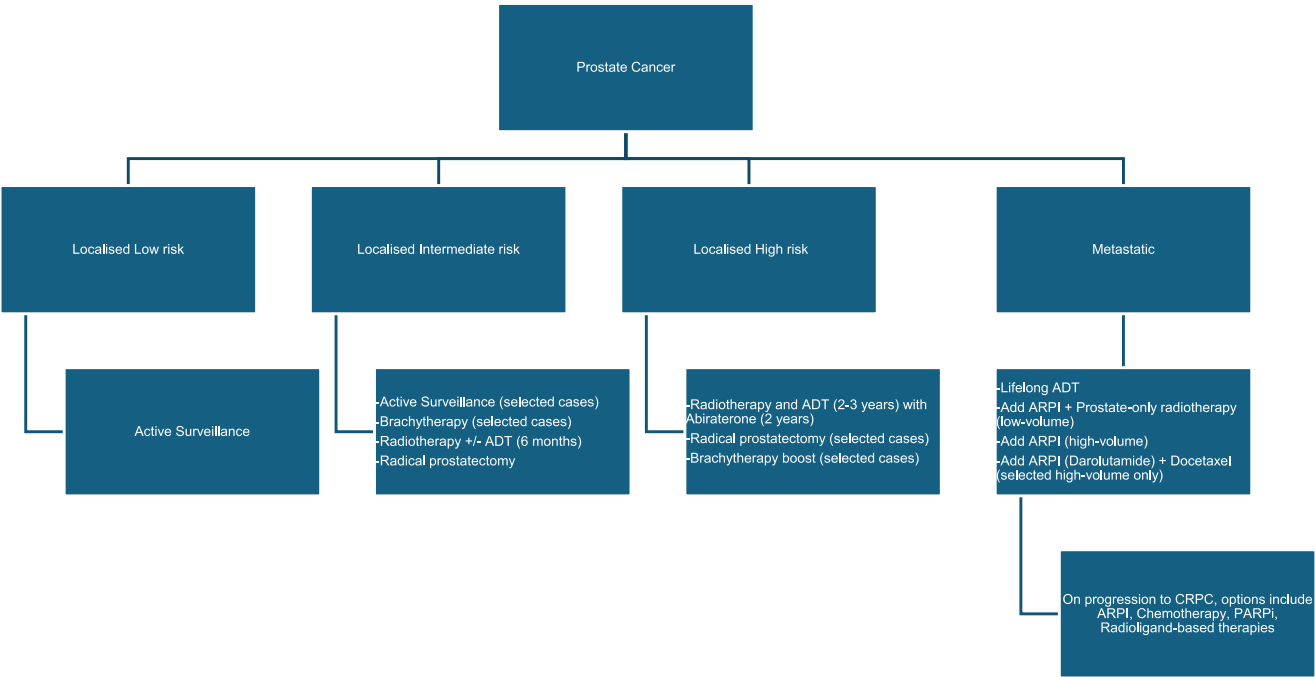 Prostate Cancer
Localised Low risk
Localised Intermediate risk
Localised High risk
Metastatic
Active Surveillance
-Active Surveillance (selected cases)
-Brachytherapy (selected cases)
-Radiotherapy +/- ADT (6 months)
-Radical prostatectomy
-Radiotherapy and ADT (2-3 years) with
Abiraterone (2 years)
-Radical prostatectomy (selected cases)
-Brachytherapy boost (selected cases)
-Lifelong ADT
-Add ARPI + Prostate-only radiotherapy
(low-volume)
-Add ARPI (high-volume)
-Add ARPI (Darolutamide) + Docetaxel
(selected high-volume only)
On progression to CRPC, options include
ARPI, Chemotherapy, PARPi,
Radioligand-based therapies